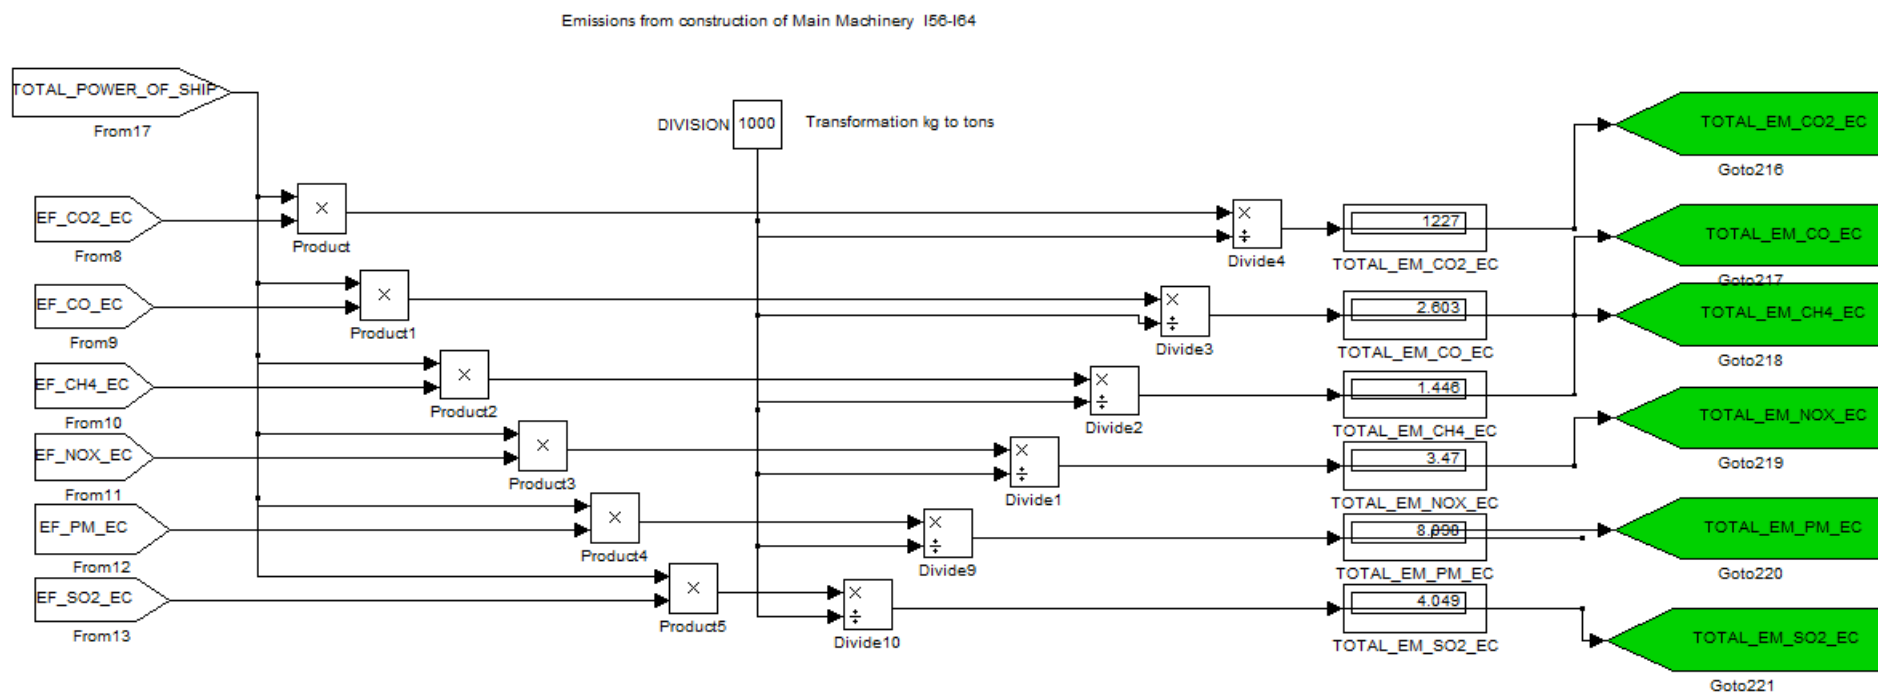 Emissions from construction of Main Machinery I56-I64
TOTAL_POWER_OF_SHIP
From17
DIVISION 1000 Transformation kg to tons
TOTAL_EM_CO2_EC
Goto216
EF_CO2_EC
From8
×
Product
×
÷
Divide4
1227
TOTAL_EM_CO2_EC
TOTAL_EM_CO_EC
Goto217
EF_CO_EC
From9
×
Product1
×
÷
Divide3
2.603
TOTAL_EM_CO_EC
TOTAL_EM_CH4_EC
Goto218
EF_CH4_EC
From10
×
Product2
×
÷
Divide2
1.446
TOTAL_EM_CH4_EC
TOTAL_EM_NOX_EC
Goto219
EF_NOX_EC
From11
×
Product3
×
÷
Divide1
3.47
TOTAL_EM_NOX_EC
EF_PM_EC
From12
×
Product4
×
÷
Divide9
TOTAL_EM_PM_EC
TOTAL_EM_PM_EC
Goto220
EF_SO2_EC
From13
×
Product5
×
÷
Divide10
4.049
TOTAL_EM_SO2_EC
TOTAL_EM_SO2_EC
Goto221